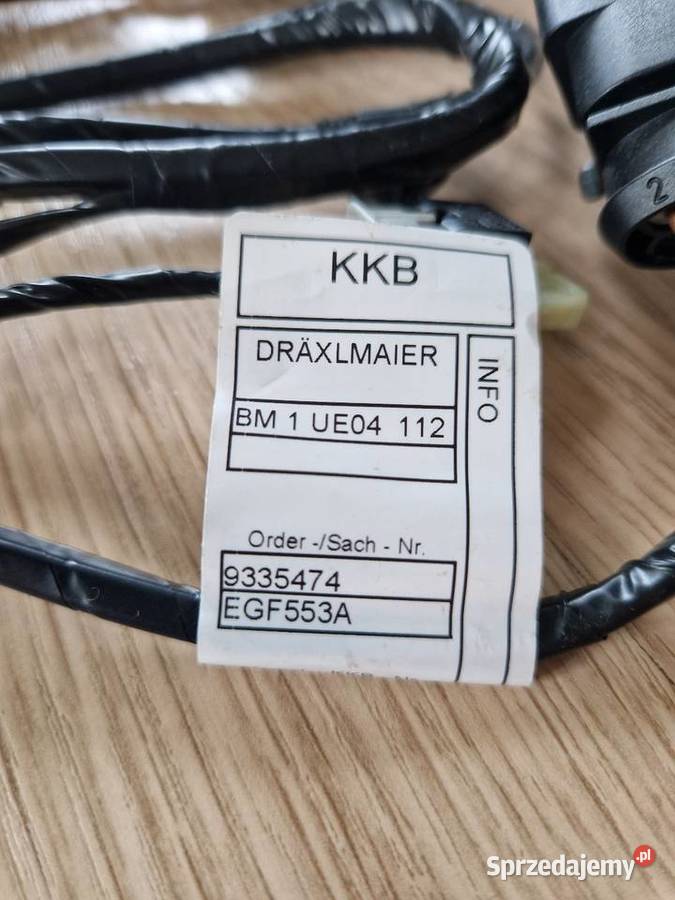 2
KKB
DRÄXLMAIER
INFO
BM 1 UE04 112
Order -/Sach - Nr.
9335474
EGF553A
Sprzedajemy.pl